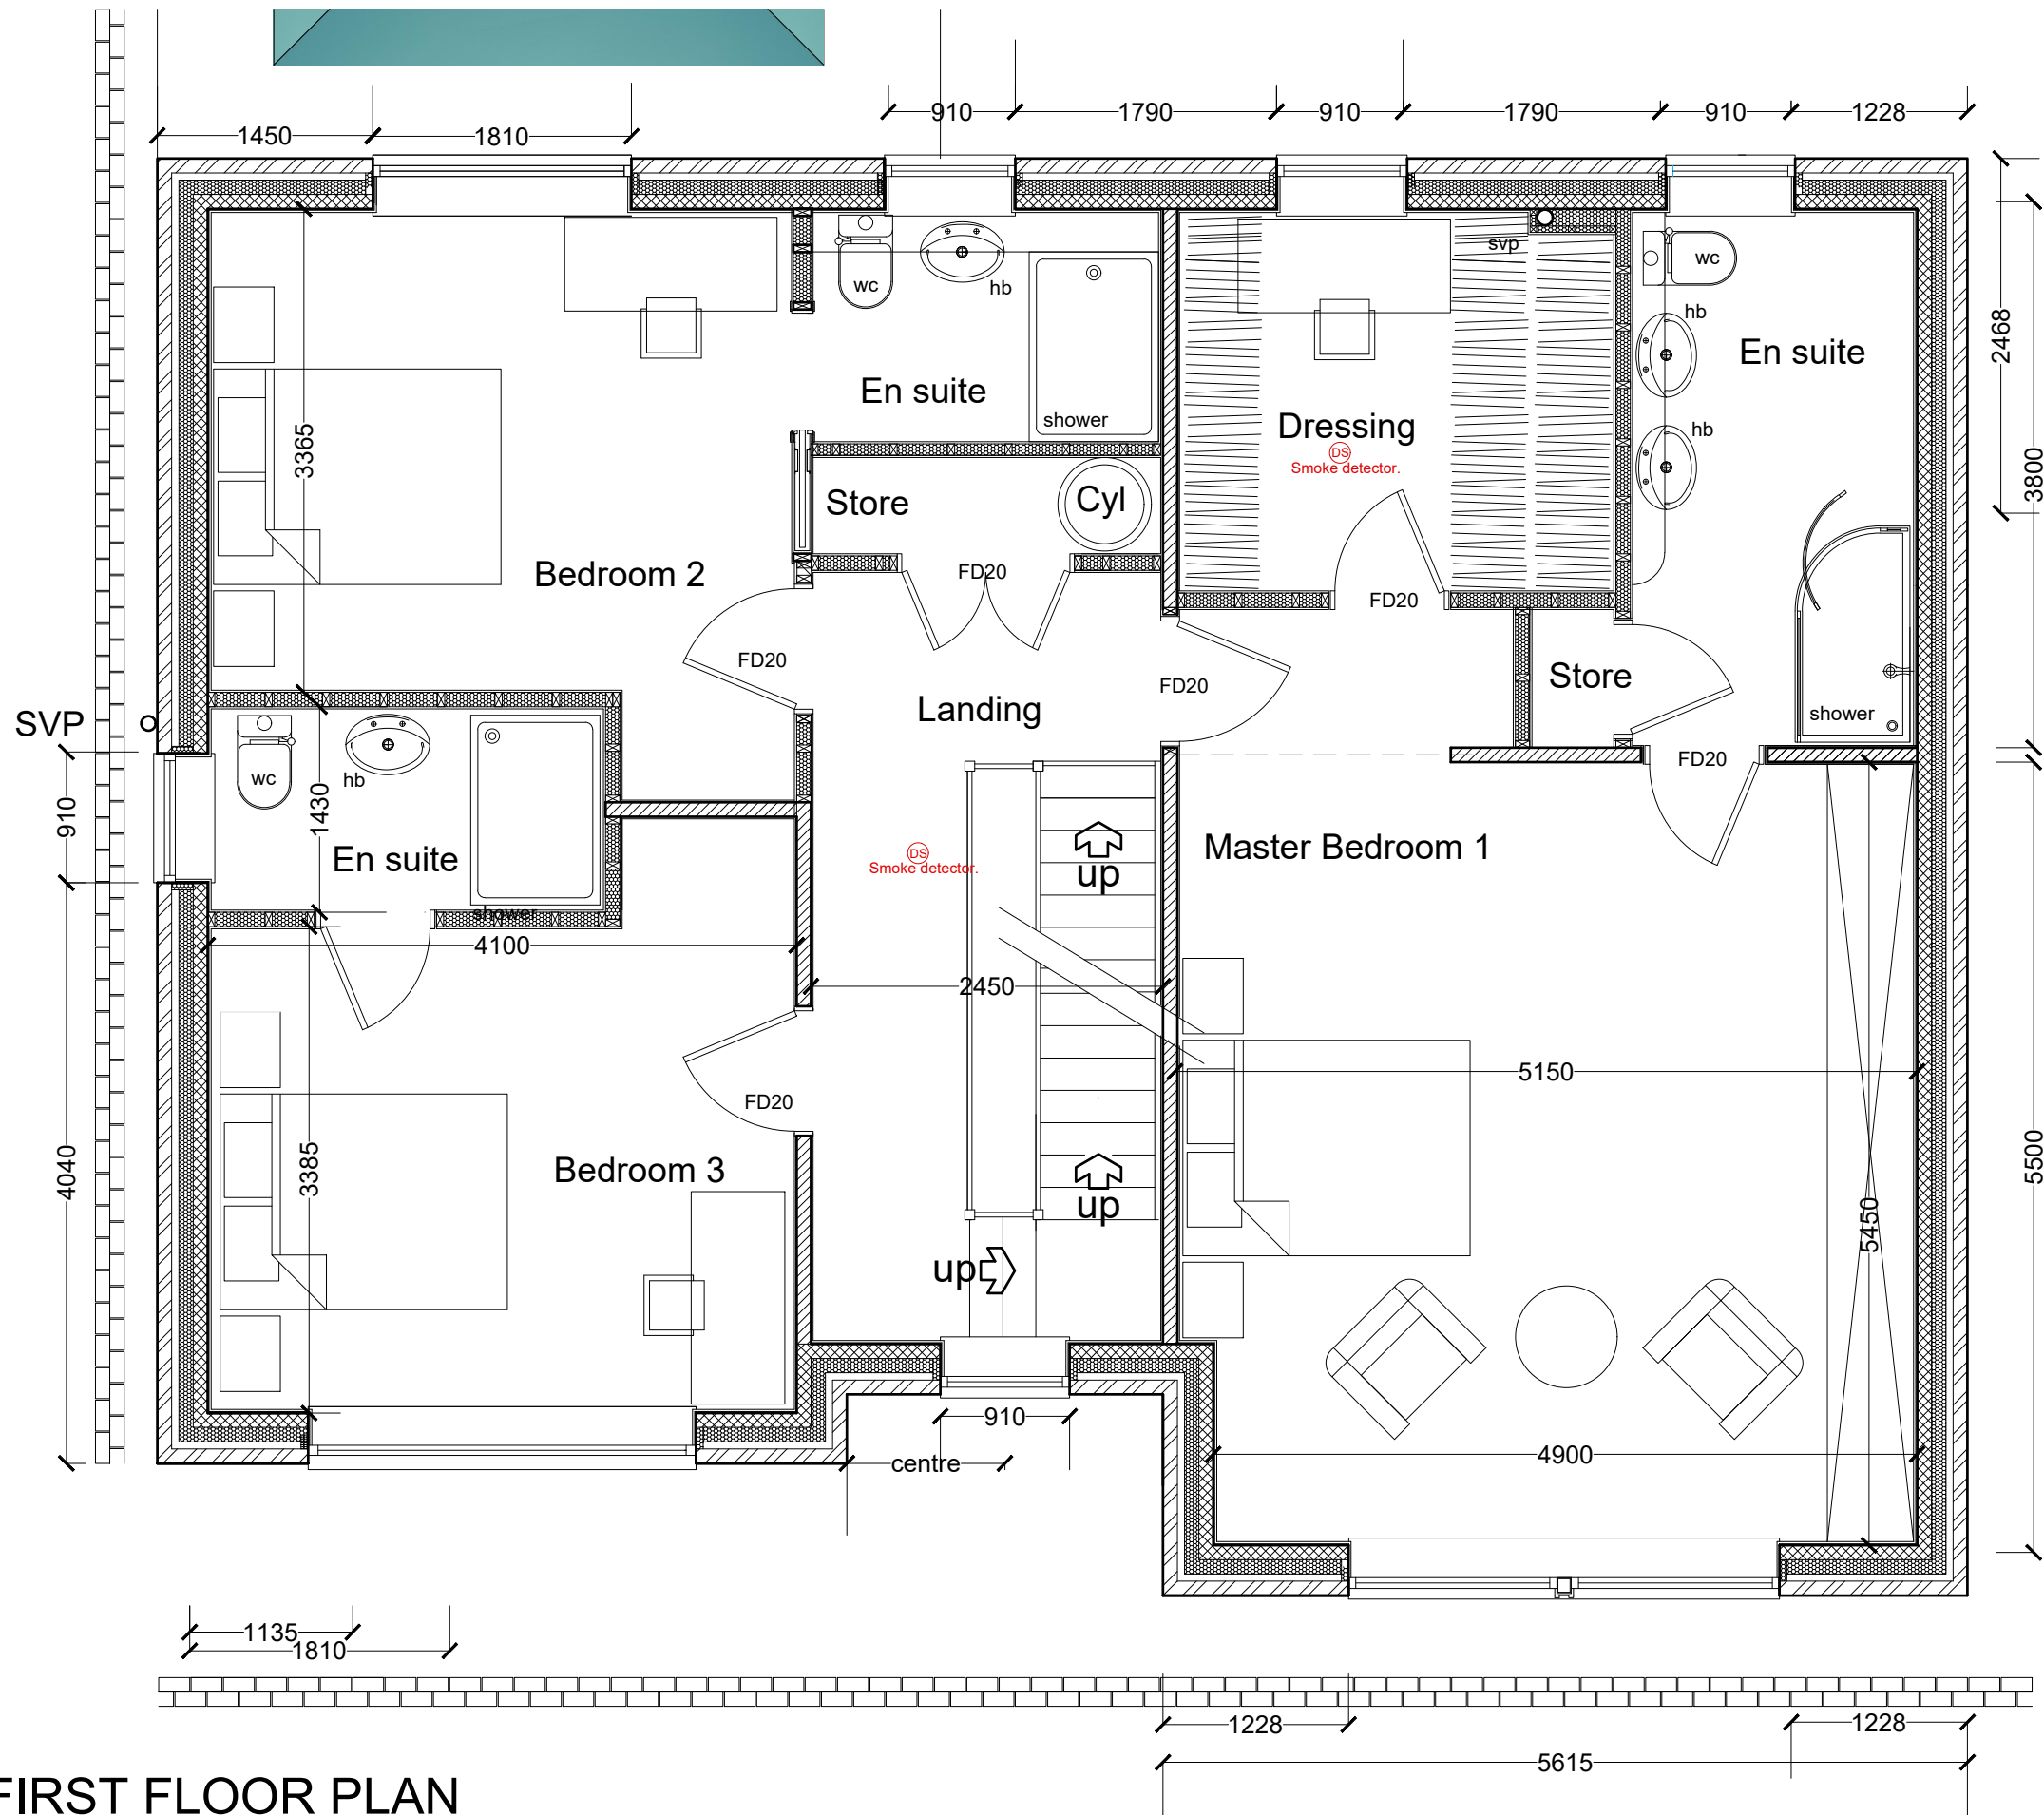 910
1790
910
1790
910
1228
1450
1810
svp
wc
wc
hb
hb
2468
En suite
En suite
shower
Dressing
hb
DS
Smoke detector.
3365
3800
Store
Cyl
Bedroom 2
FD20
FD20
FD20
Store
FD20
Landing
SVP
shower
FD20
wc
hb
910
1430
En suite
DS
Smoke detector.
up
Master Bedroom 1
shower
4100
2450
5150
FD20
4040
3385
Bedroom 3
up
5450
5500
up
910
centre
4900
1135
1810
1228
1228
5615
FIRST FLOOR PLAN